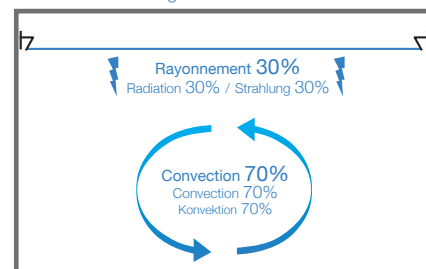 Rayonnement 30%
Radiation 30% / Strahlung 30%
Convection 70%
Convection 70%
Konvektion 70%